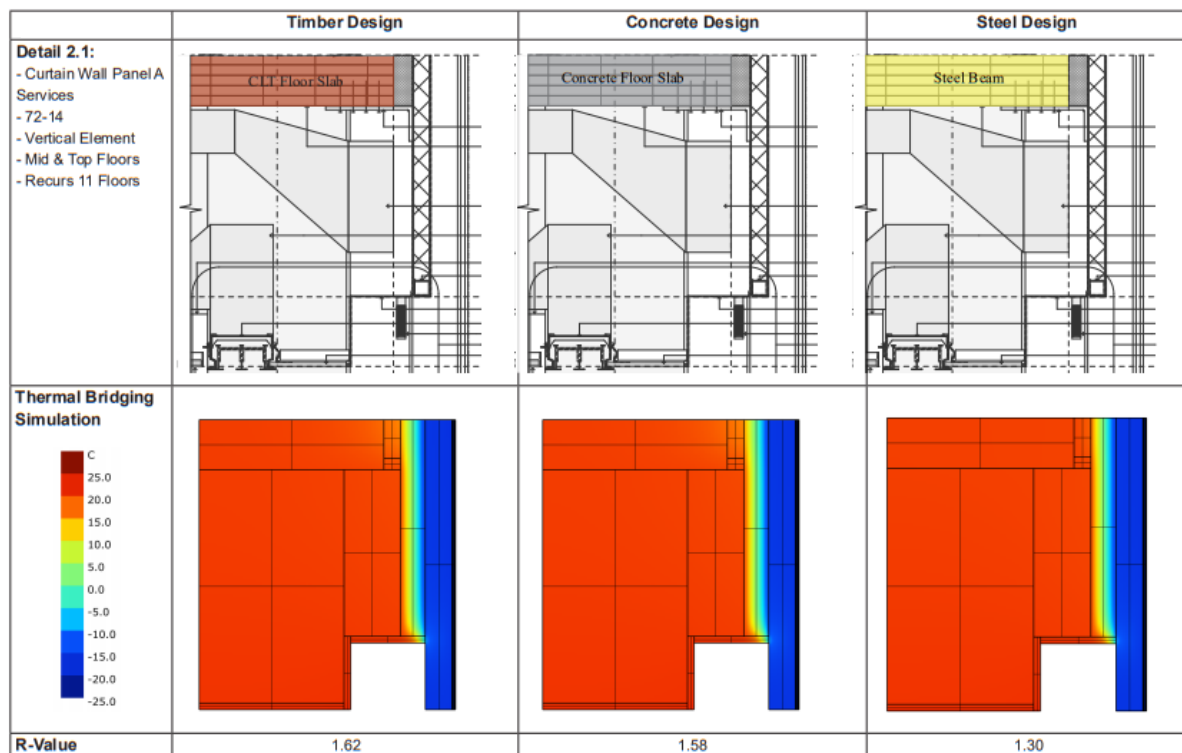 Timber Design
Concrete Design
Steel Design
Detail 2.1:
- Curtain Wall Panel A
Services
- 72-14
- Vertical Element
- Mid & Top Floors
- Recurs 11 Floors
CLT Floor Slab
Concrete Floor Slab
Steel Beam
Thermal Bridging
Simulation
C
25.0
20.0
15.0
10.0
5.0
0.0
-5.0
-10.0
-15.0
-20.0
-25.0
R-Value
1.62
1.58
1.30